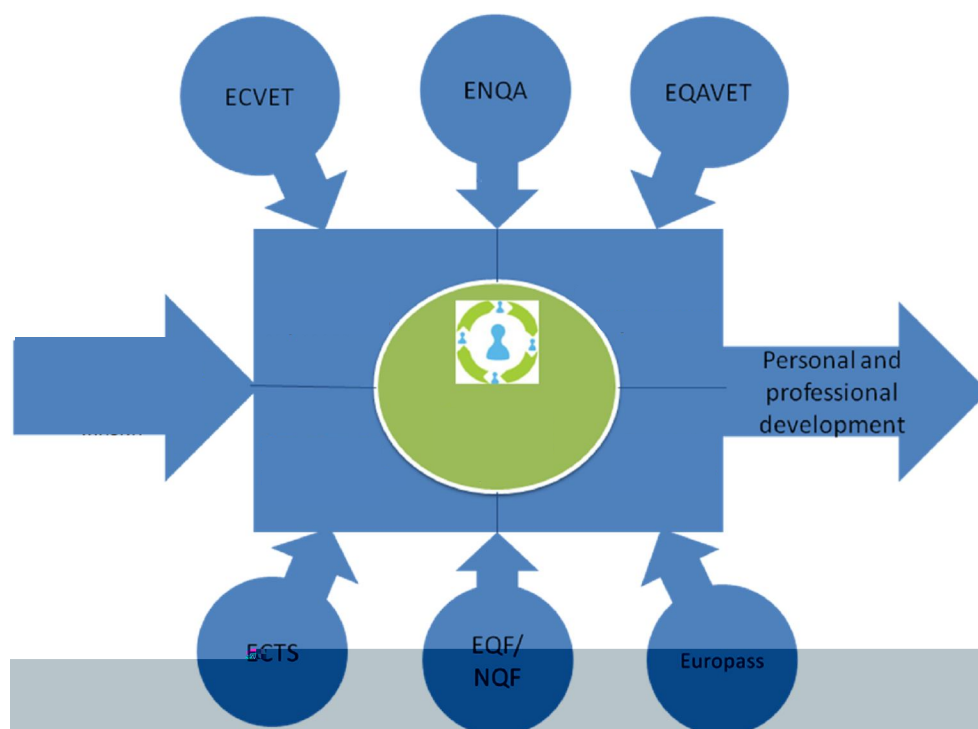 ECVET
ENQA
EQAVET
Personal and
professional
development
ECTS
EQF/
NQF
Europass